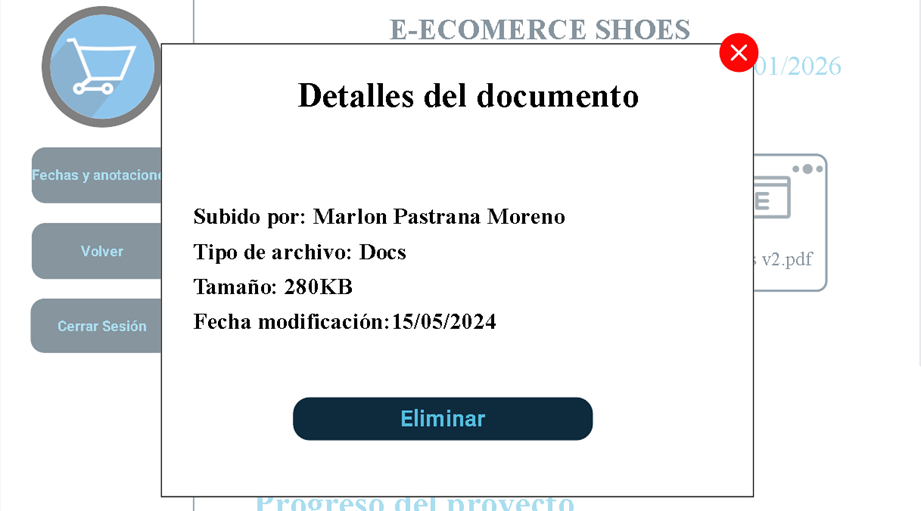 E-ECOMERCE SHOES
01/2026
Detalles del documento
Fechas y anotacione
Subido por: Marlon Pastrana Moreno
Volver
Tipo de archivo: Docs
E
s v2.pdf
Tamaño: 280KB
Fecha modificación:15/05/2024
Cerrar Sesión
Eliminar
Progreso del proyecto